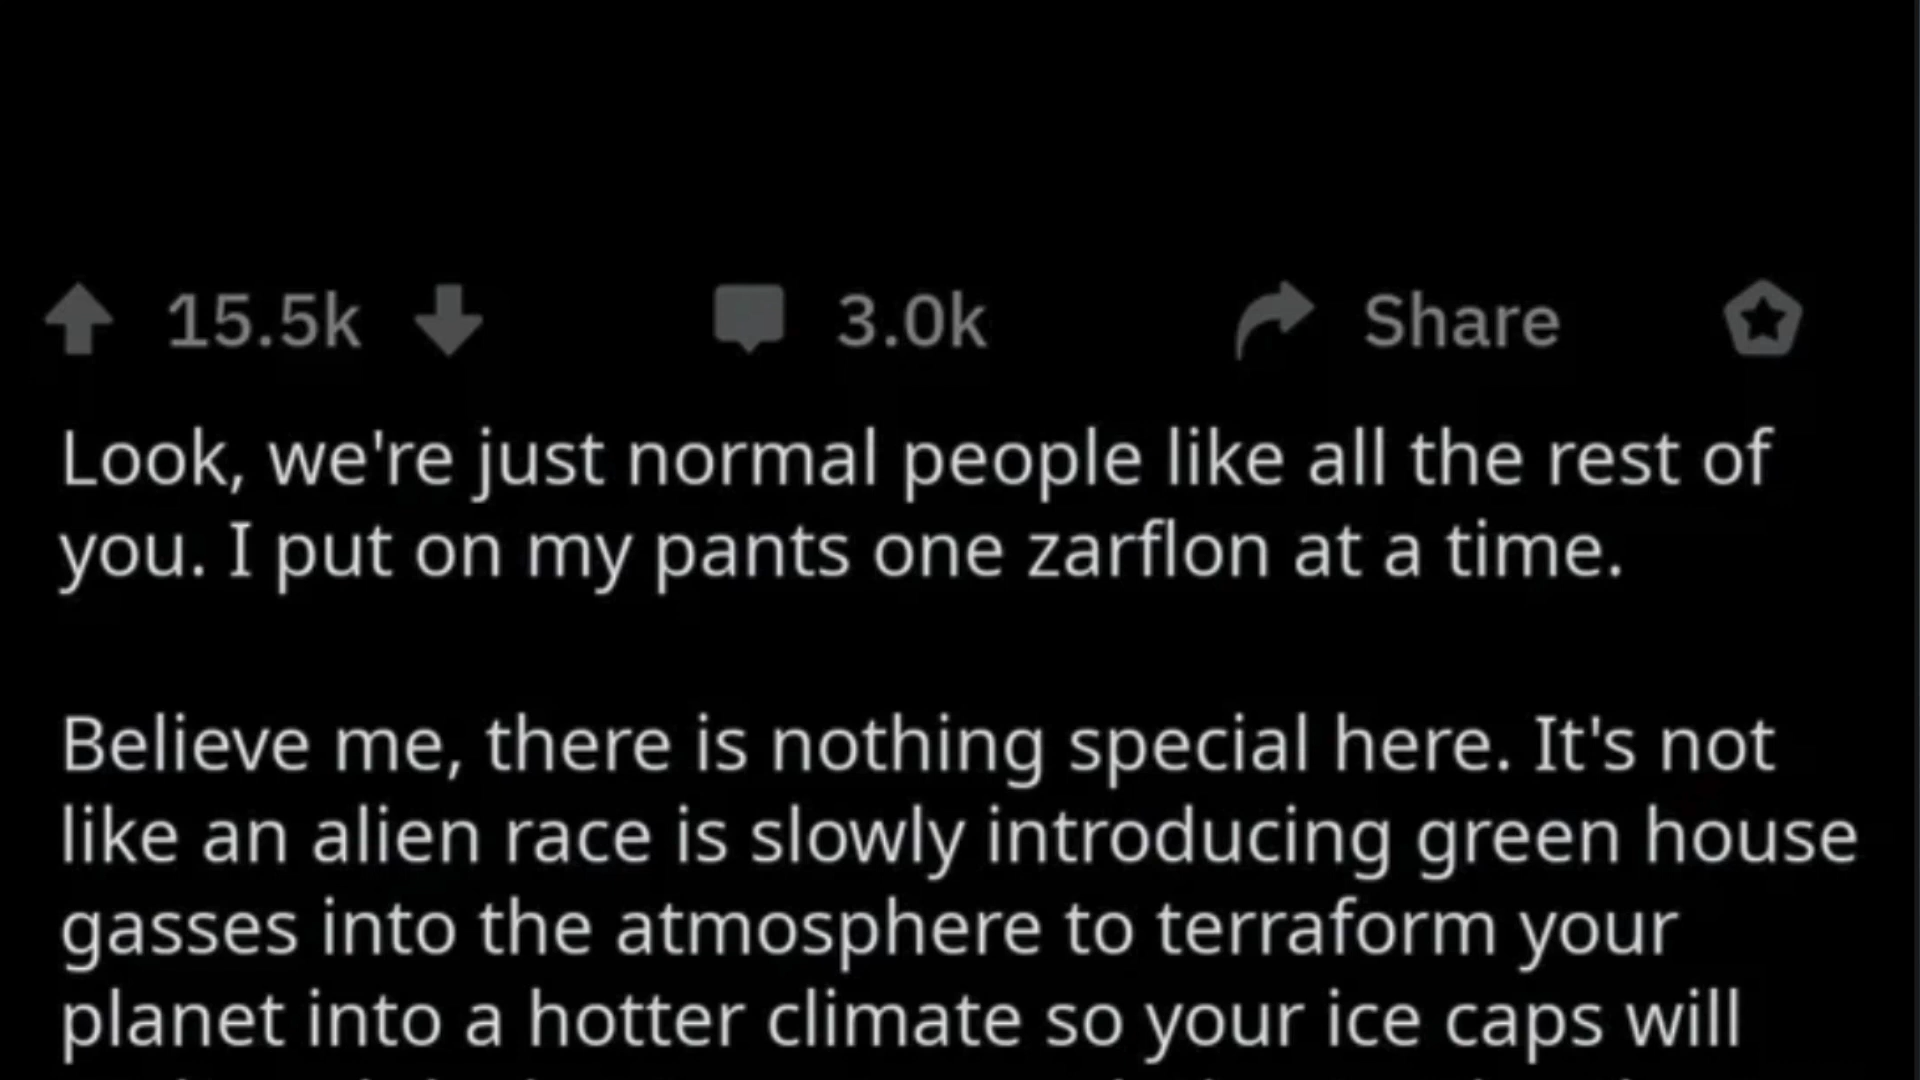 15.5k 3.0k Share
Look, we're just normal people like all the rest of
you. I put on my pants one zarflon at a time.
Believe me, there is nothing special here. It's not
like an alien race is slowly introducing green house
gasses into the atmosphere to terraform your
planet into a hotter climate so your ice caps will